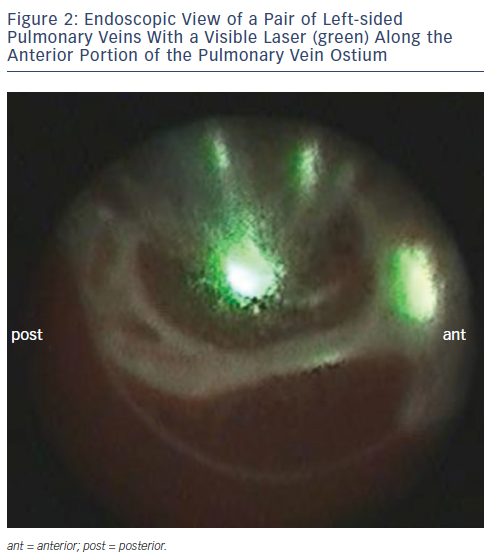 Figure 2: Endoscopic View of a Pair of Left-sided
Pulmonary Veins With a Visible Laser (green) Along the
Anterior Portion of the Pulmonary Vein Ostium
post
ant
ant = anterior; post = posterior.